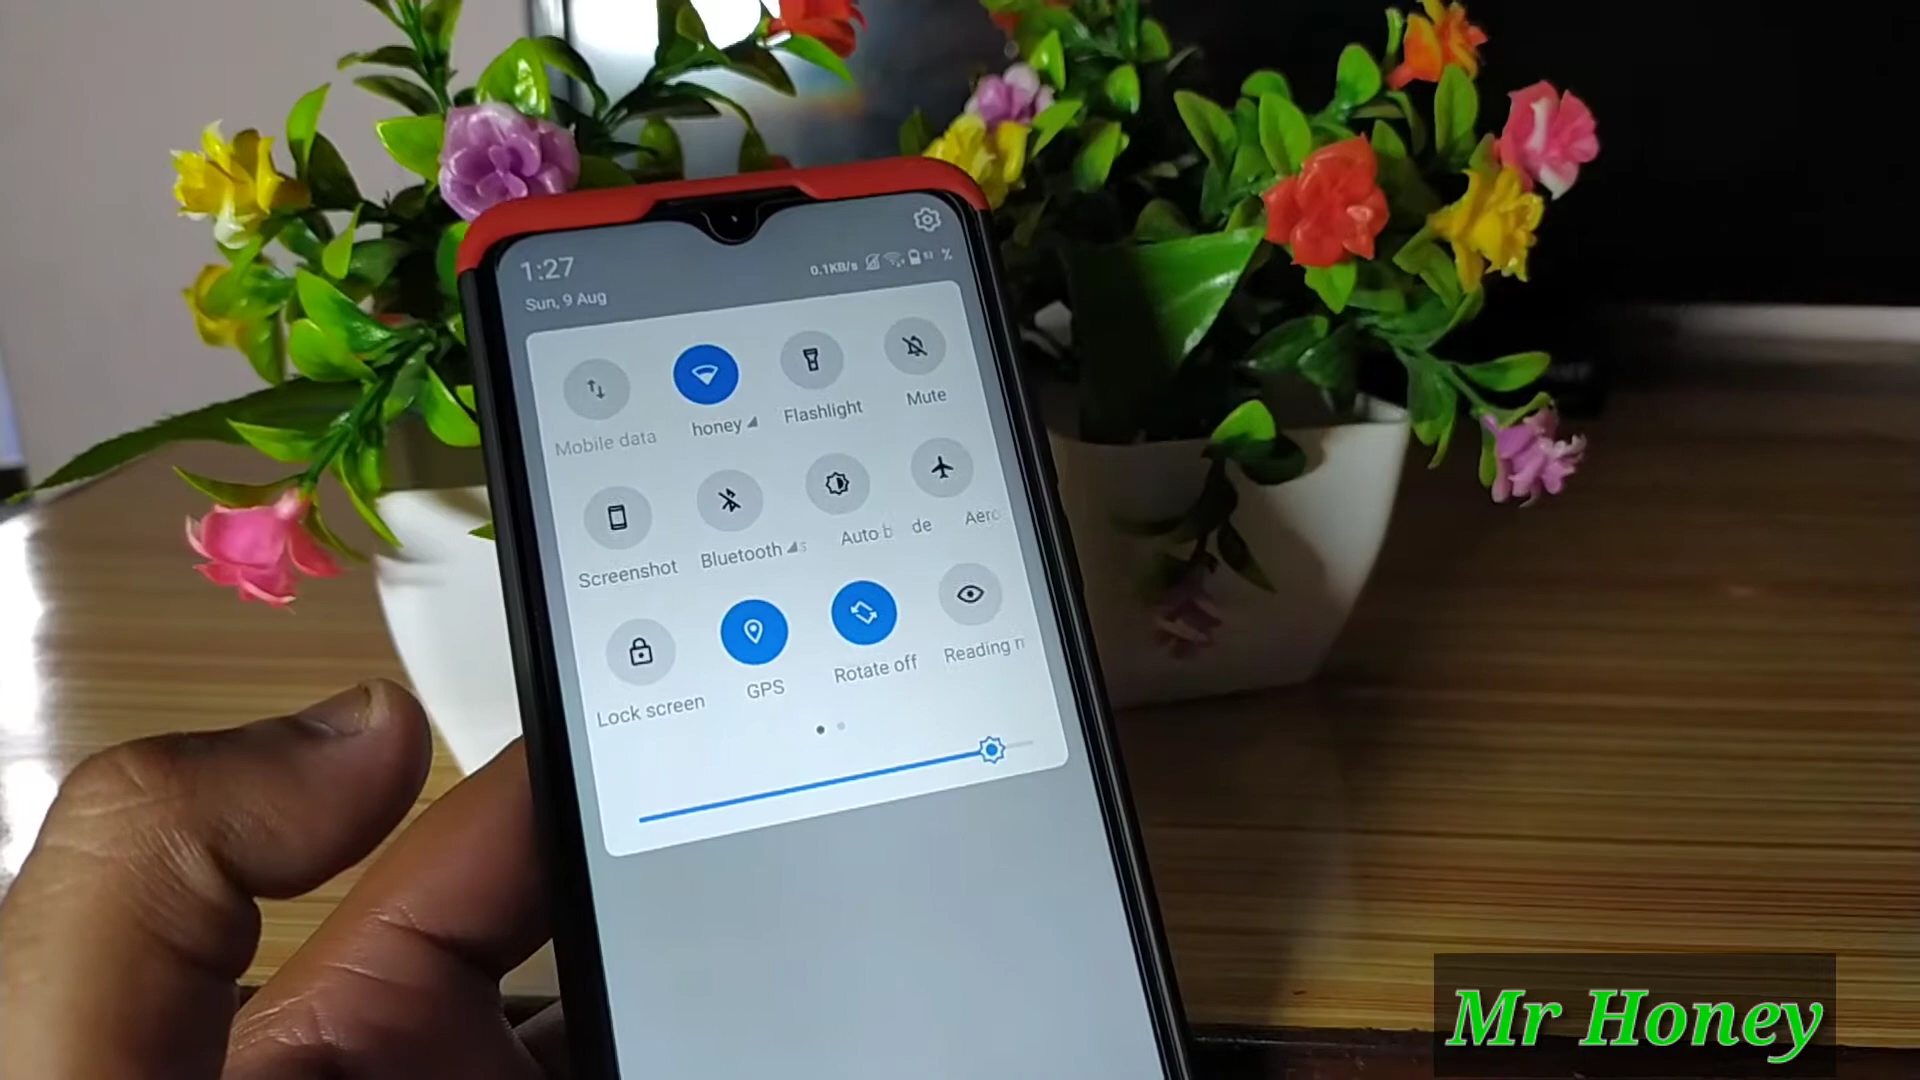 1:27
0.1KB/s
Sun, 9 Aug
Mobile data
honey
Flashlight
Mute
Screenshot
Bluetooth
Auto b
de
Aero
Lock screen
GPS
Rotate off
Reading
Mr Honey